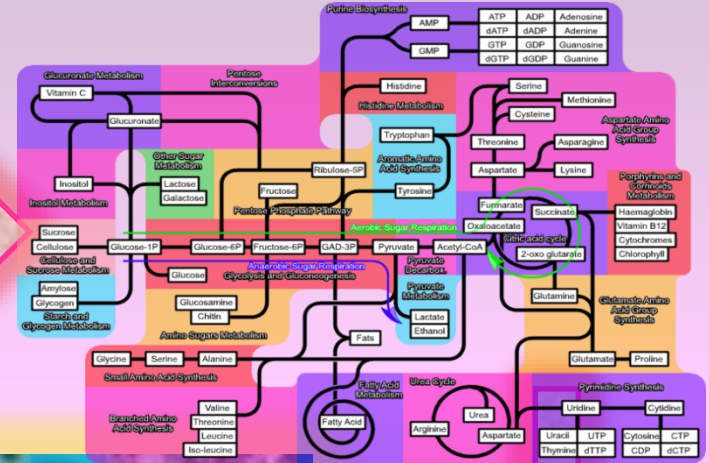 Purine Biosynthesis
AMP
ATP ADP Adenosine
dATP dADP Adenine
GMP
GTP GDP Guanosine
dGTP dGDP Guanine
Glucuronate Metabolism
Vitamin C
Glucuronate
Pentose
Interconversions
Histidine
Histidine Metabolism
Serine
Methionine
Cysteine
Aspartate Amino
Acid Group
Synthesis
Threonine
Asparagine
Aspartate
Lysine
Tryptophan
Aromatic Amino
Acid Synthesis
Tyrosine
Other Sugar
Metabolism
Lactose
Galactose
Inositol
Inositol Metabolism
Ribulose-5P
Fructose
Pentose Phosphate Pathway
Porphyrins and
Corrinoids
Metabolism
Haemaglobin
Vitamin B12
Cytochromes
Chlorophyll
Fumarate
Succinate
Oxaloacetate
Citric acid cycle
2-oxo glutarate
Aerobic Sugar Respiration
Sucrose
Cellulose
Glucose-1P
Glucose-6P
Fructose-6P
GAD-3P
Pyruvate
Acetyl-CoA
Cellulose and
Sucrose Metabolism
Anaerobic Sugar Respiration
Glycolysis and Gluconeogenesis
Pyruvate
Decarbox.
Glucose
Amylose
Glycogen
Starch and
Glycogen Metabolism
Glucosamine
Chitin
Amino Sugars Metabolism
Pyruvate
Metabolism
Lactate
Ethanol
Glutamine
Glutamate Amino
Acid Group
Synthesis
Glutamate
Proline
Fats
Glycine
Serine
Alanine
Small Amino Acid Synthesis
Branched Amino
Acid Synthesis
Valine
Threonine
Leucine
Iso-leucine
Fatty Acid
Metabolism
Fatty Acid
Urea Cycle
Urea
Arginine
Aspartate
Pyrimidine Synthesis
Uridine
Cytidine
Uracil UTP
Thymine dTTP
Cytosine CTP
CDP dCTP